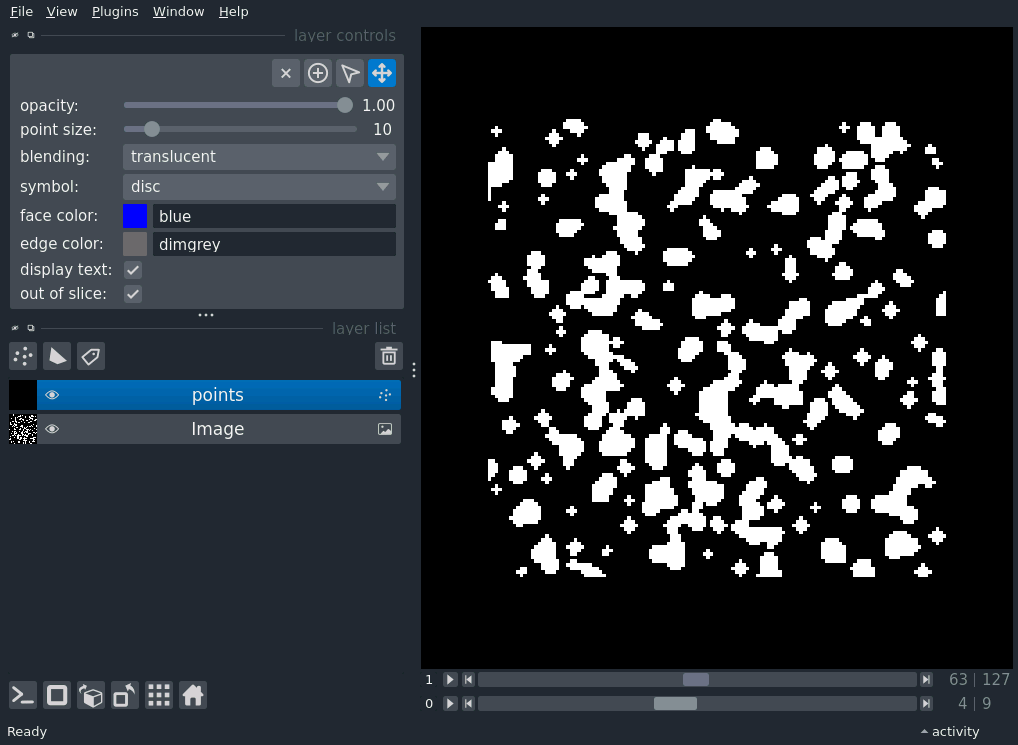 File View Plugins Window Help
layer controls
opacity: 1.00
point size: 10
blending: translucent
symbol: disc
face color: blue
edge color: dimgrey
display text:
out of slice:
layer list
points
Image
1 63 | 127
0 4 | 9
Ready activity